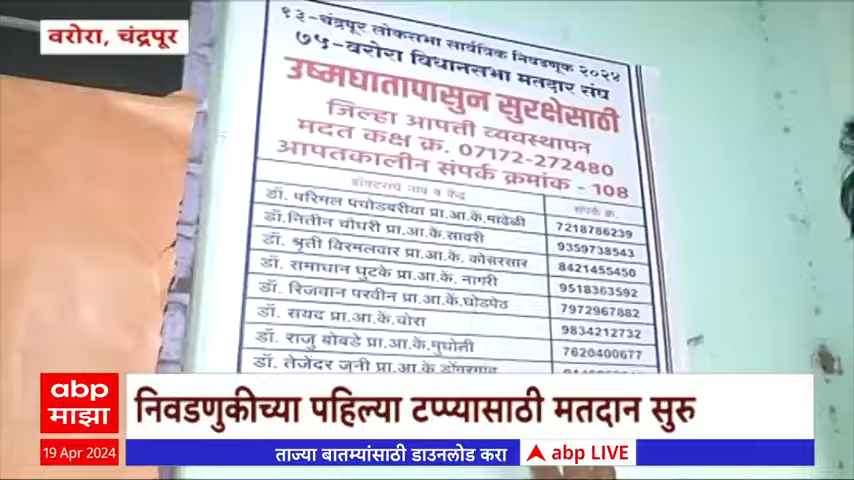 वरोरा, चंद्रपूर
१३-चंद्रपूर लोकसभा सार्वत्रिक निवडणूक २०२४
७५-वरोरा विधानसभा मतदार संघ
उष्माघातापासुन सुरक्षेसाठी
जिल्हा आपत्ती व्यवस्थापन
मदत कक्ष क्र. 07172-272480
आपतकालीन संपर्क क्रमांक - 108
डॉक्टरांचे नाव व केंद्र संपर्क क्र.
डॉ. परिमल पचोडबरीया प्रा.आ.के.माढेळी 7218786239
डॉ.नितीन चौधरी प्रा.आ.के.सावरी 9359738543
डॉ. श्रृती विरमलवार प्रा.आ.के. कोसरसार 8421455450
डॉ. समाधान घुटके प्रा.आ.के. नागरी 9518363592
डॉ. रिजवान परवीन प्रा.आ.के.घोडपेठ 7972967882
डॉ. सयद प्रा.आ.के.चोरा 9834212732
डॉ. राजु बोबडे प्रा.आ.के.मुधोली 7620400677
डॉ. तेजेंदर जुनी प्रा.आ.के
abp
माझा
निवडणुकीच्या पहिल्या टप्प्यासाठी मतदान सुरु
19 Apr 2024
ताज्या बातम्यांसाठी डाउनलोड करा abp LIVE